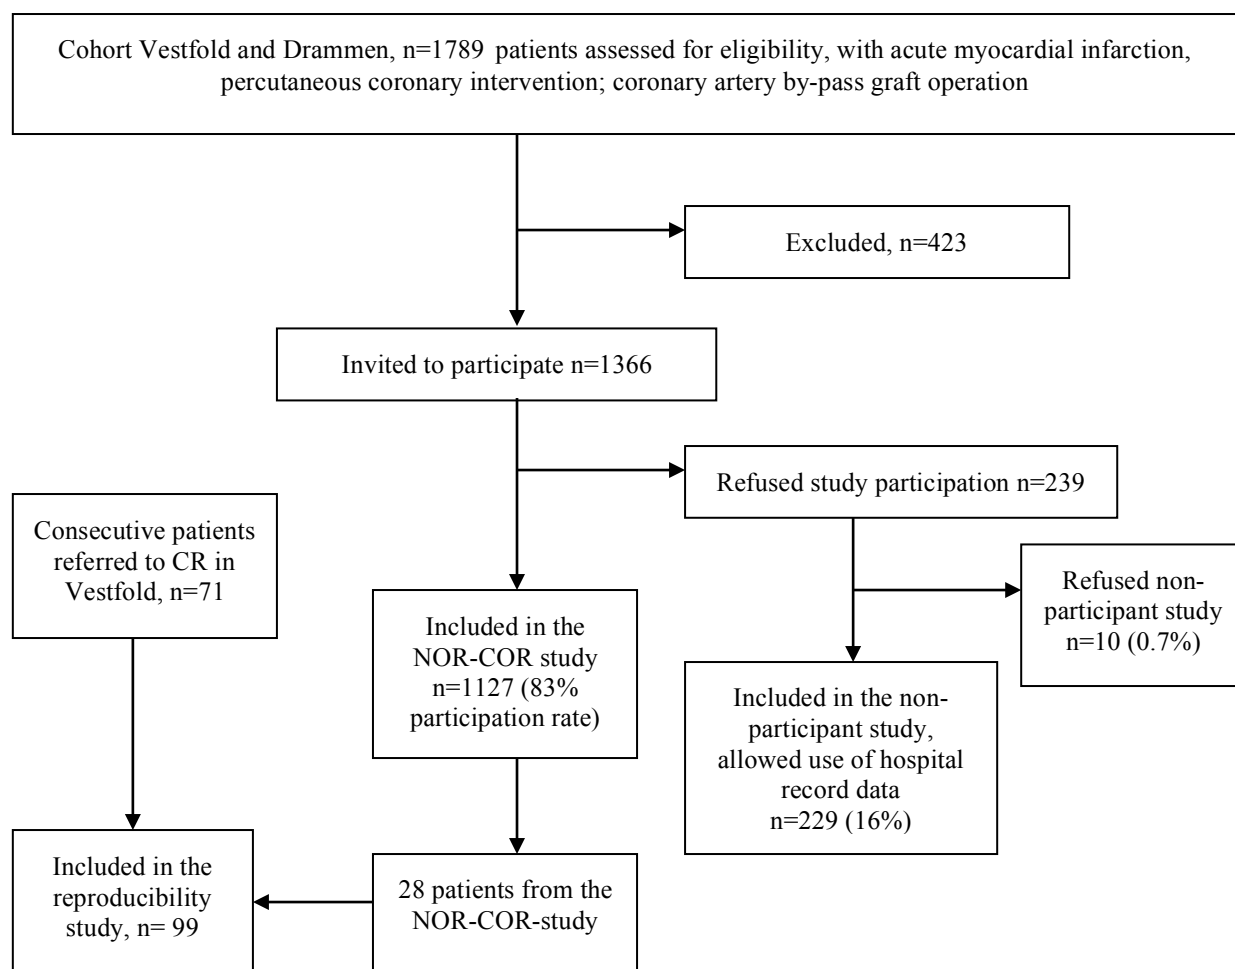 Cohort Vestfold and Drammen, n=1789 patients assessed for eligibility, with acute myocardial infarction,
percutaneous coronary intervention; coronary artery by-pass graft operation
Excluded, n=423
Invited to participate n=1366
Refused study participation n=239
Consecutive patients
referred to CR in
Vestfold, n=71
Included in the
NOR-COR study
n=1127 (83%
participation rate)
Refused non-
participant study
n=10 (0.7%)
Included in the non-
participant study,
allowed use of hospital
record data
n=229 (16%)
Included in the
reproducibility
study, n= 99
28 patients from the
NOR-COR-study